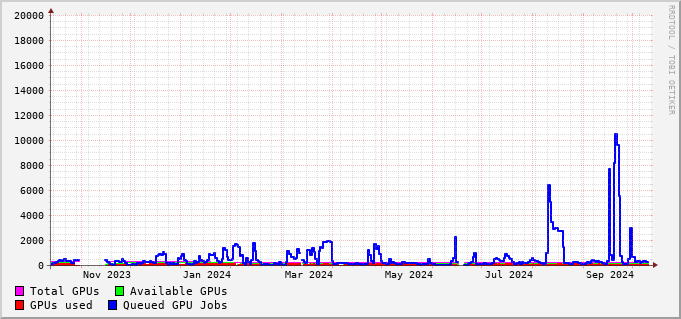 20000
18000
16000
14000
12000
10000
8000
6000
4000
2000
0
Nov 2023 Jan 2024 Mar 2024 May 2024 Jul 2024 Sep 2024
Total GPUs Available GPUs
GPUs used Queued GPU Jobs
RRDTOOL / TOBI OETIKER